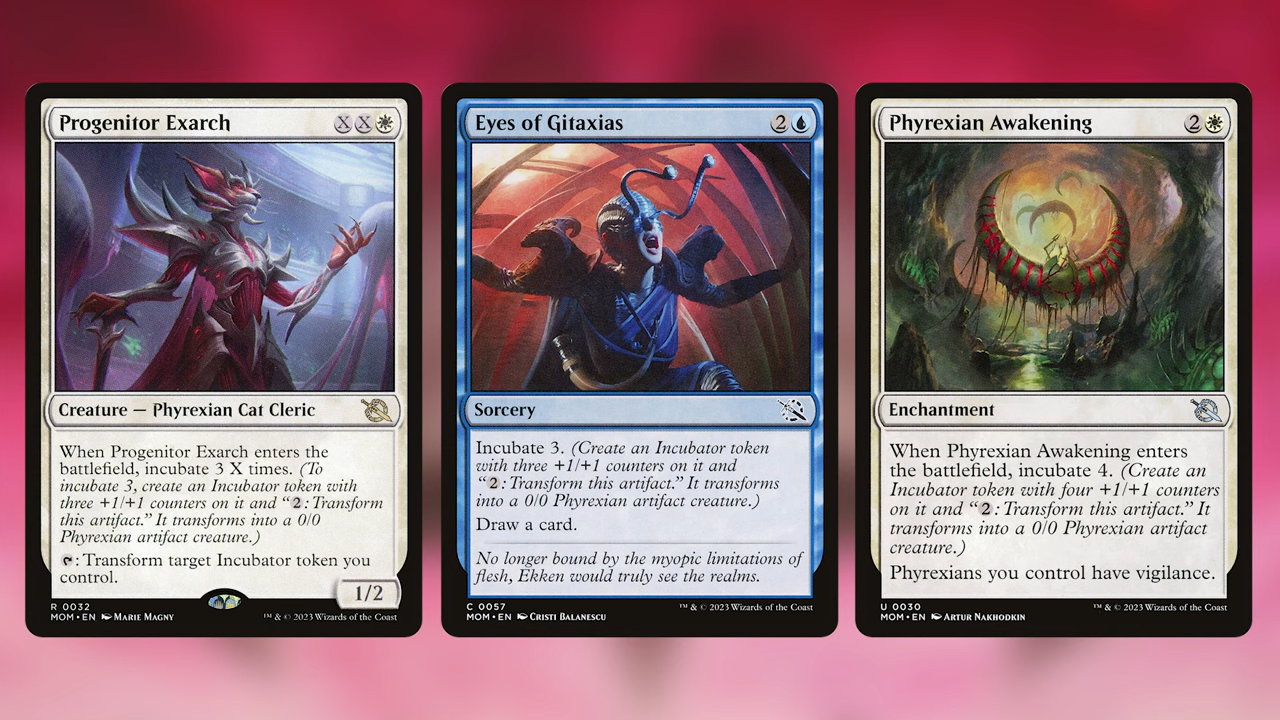 Progenitor Exarch
XX
Creature — Phyrexian Cat Cleric
When Progenitor Exarch enters the
battlefield, incubate 3 X times. (To
incubate 3, create an Incubator token with
three +1/+1 counters on it and “2: Transform
this artifact.” It transforms into a 0/0
Phyrexian artifact creature.)
: Transform target Incubator token you
control.
1/2
R 0032
MOM • EN MARIE MAGNY
™ & © 2023 Wizards of the Coast
Eyes of Gitaxias
2
Sorcery
Incubate 3. (Create an Incubator token
with three +1/+1 counters on it and
“2: Transform this artifact.” It transforms
into a 0/0 Phyrexian artifact creature.)
Draw a card.
No longer bound by the myopic limitations of
flesh, Ekken would truly see the realms.
C 0057
MOM • EN CRISTI BALANESCU
™ & © 2023 Wizards of the Coast
Phyrexian Awakening
2
Enchantment
When Phyrexian Awakening enters
the battlefield, incubate 4. (Create an
Incubator token with four +1/+1 counters
on it and “2: Transform this artifact.” It
transforms into a 0/0 Phyrexian artifact
creature.)
Phyrexians you control have vigilance.
U 0030
MOM • EN ARTUR NAKHODKIN
™ & © 2023 Wizards of the Coast